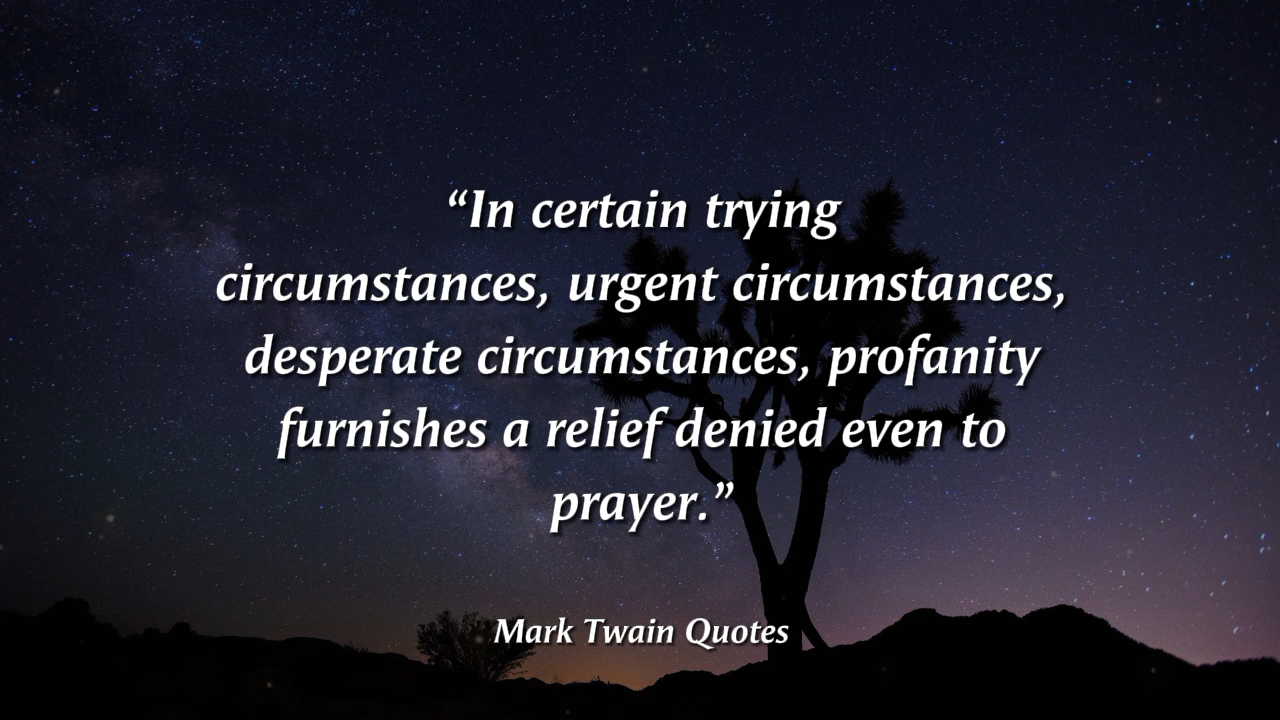 “In certain trying
circumstances, urgent circumstances,
desperate circumstances, profanity
furnishes a relief denied even to
prayer.”
Mark Twain Quotes